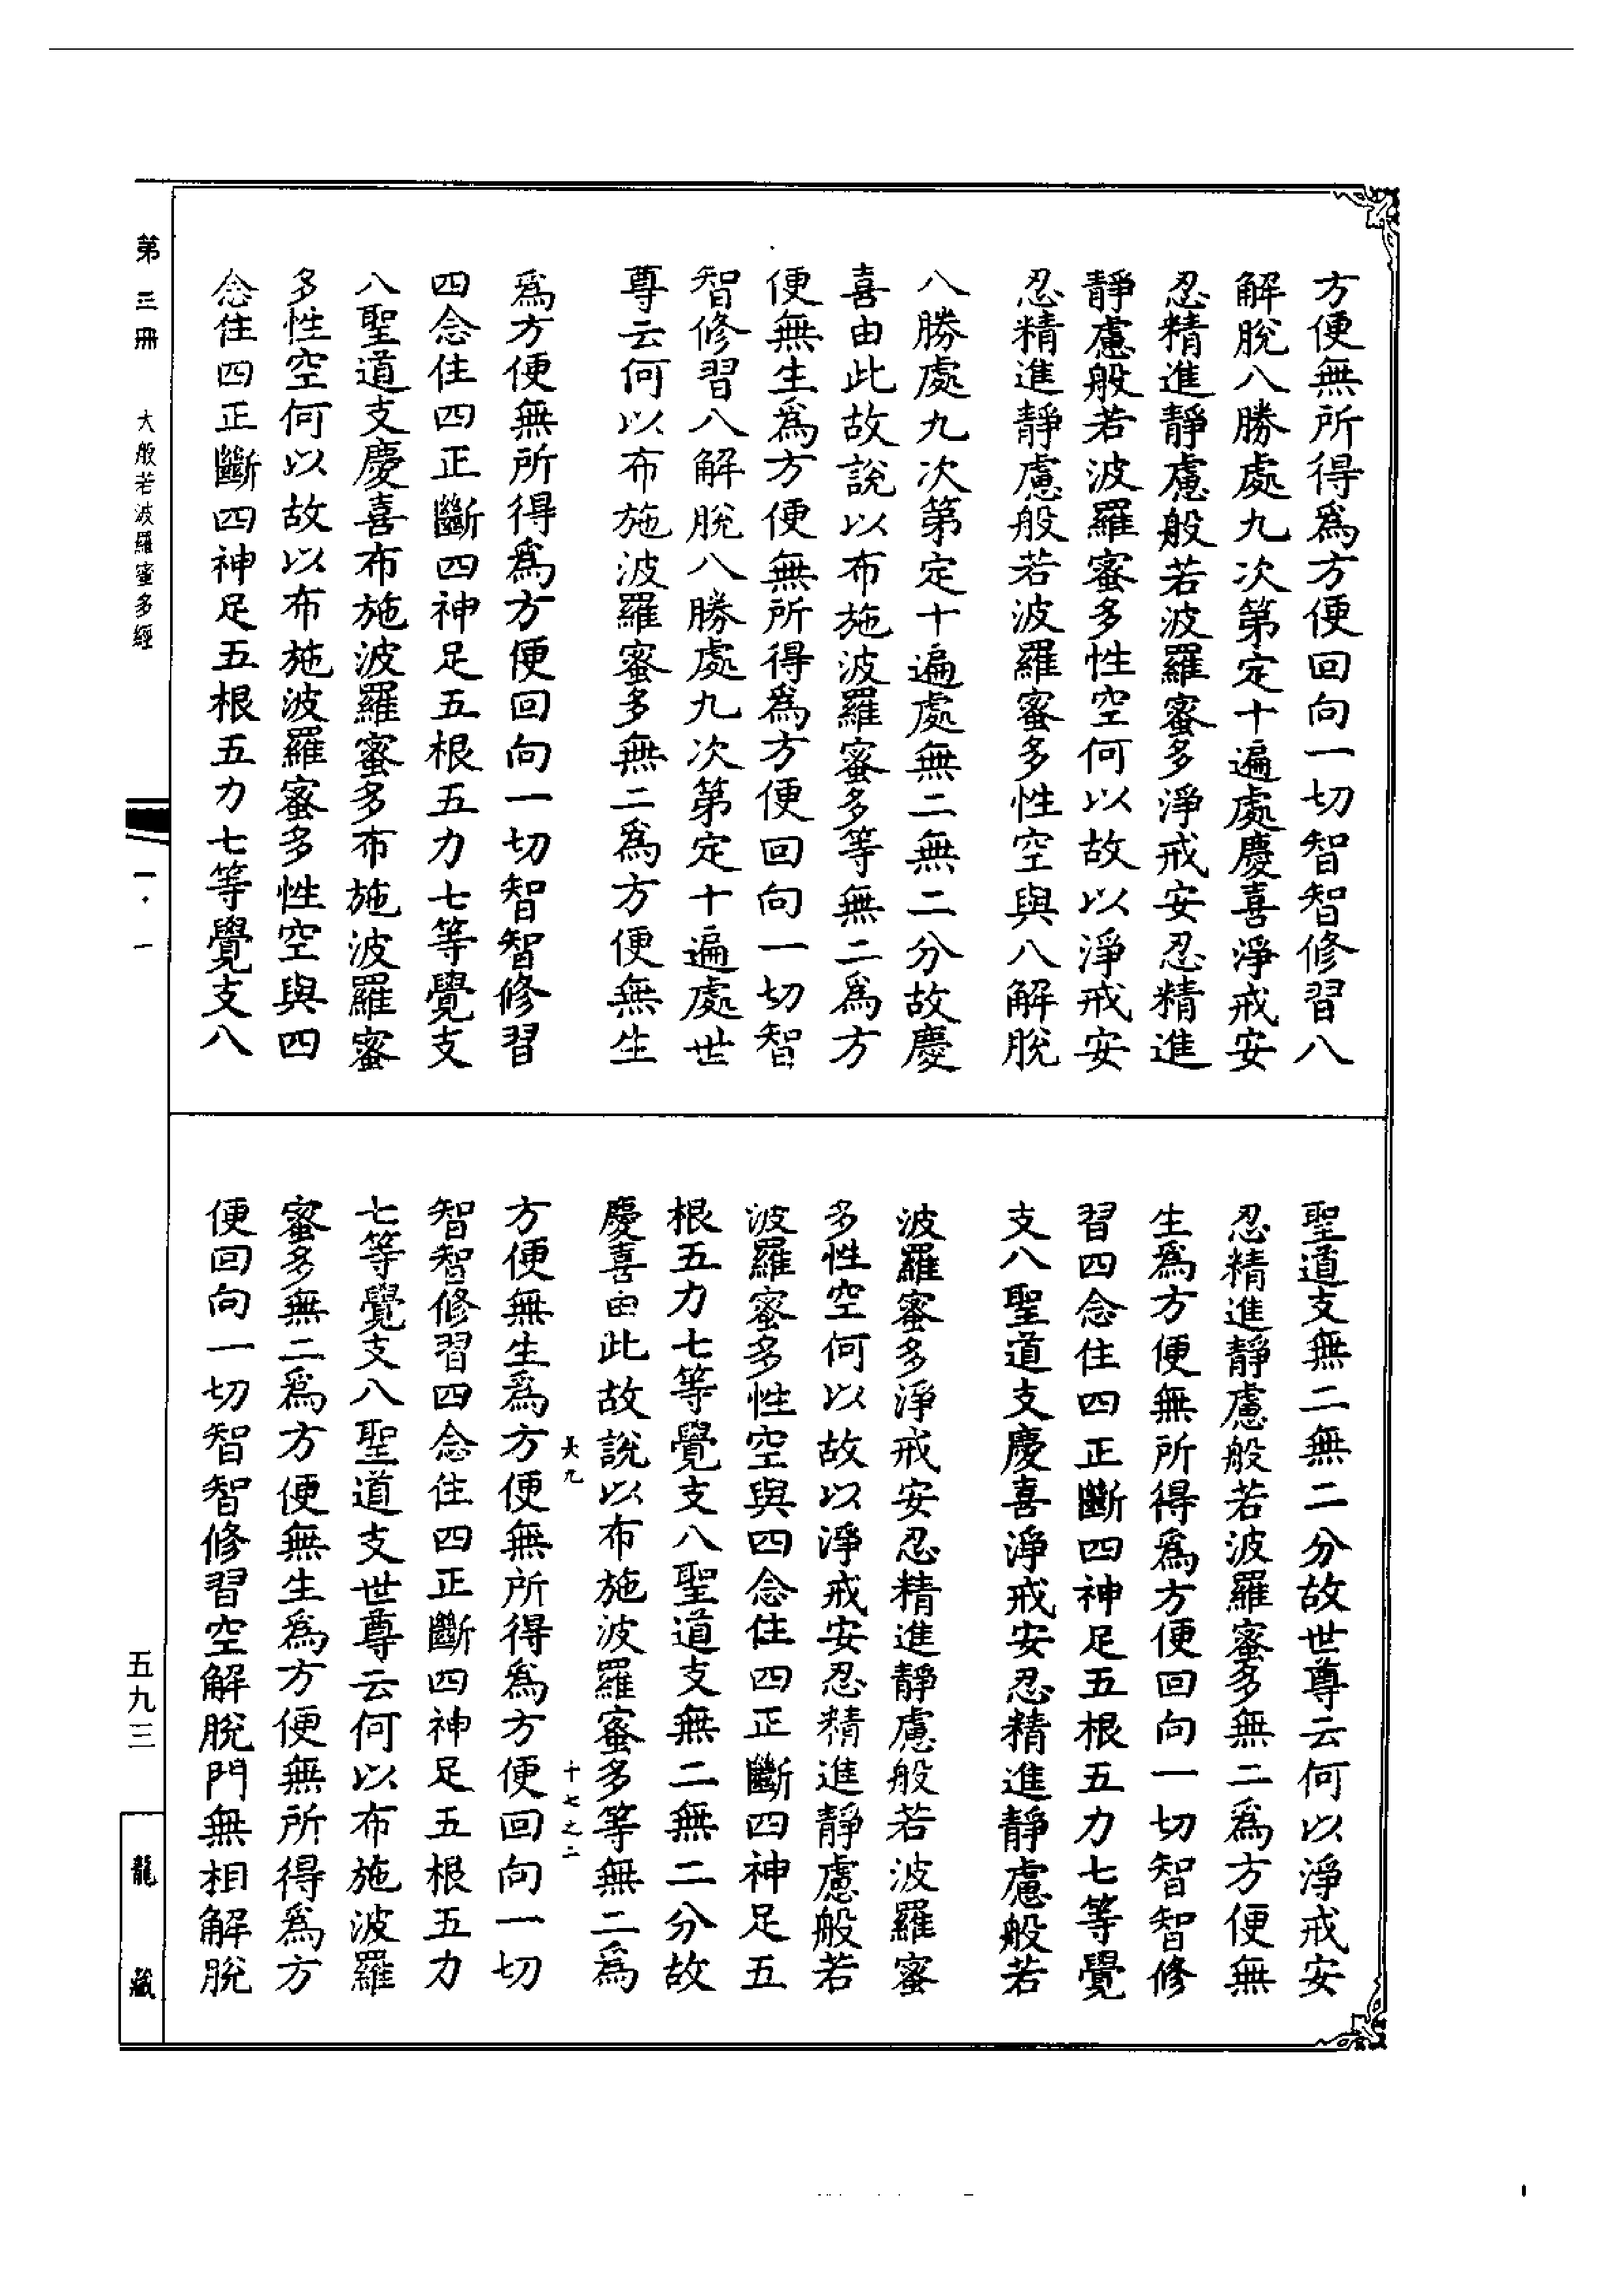 方便無所得爲方便回向一切智智修習八
解脫八勝處九次第定十遍處慶喜淨戒安
忍精進靜慮般若波羅蜜多淨戒安忍精進
靜慮般若波羅蜜多性空何以故以淨戒安
忍精進靜慮般若波羅蜜多性空與八解脫
八勝處九次第定十遍處無二無二分故慶
喜由此故說以布施波羅蜜多等無二爲方
便無生爲方便無所得爲方便回向一切智
智修習八解脫八勝處九次第定十遍處世
尊云何以布施波羅蜜多無二爲方便無生
爲方便無所得爲方便回向一切智智修習
四念住四正斷四神足五根五力七等覺支
八聖道支慶喜布施波羅蜜多布施波羅蜜
多性空何以故以布施波羅蜜多性空與四
念住四正斷四神足五根五力七等覺支八
聖道支無二無二分故世尊云何以淨戒安
忍精進靜慮般若波羅蜜多無二爲方便無
生爲方便無所得爲方便回向一切智智修
習四念住四正斷四神足五根五力七等覺
支八聖道支慶喜淨戒安忍精進靜慮般若
波羅蜜多淨戒安忍精進靜慮般若波羅蜜
多性空何以故以淨戒安忍精進靜慮般若
波羅蜜多性空與四念住四正斷四神足五
根五力七等覺支八聖道支無二無二分故
慶喜由此故說以布施波羅蜜多等無二爲
十七之二
方便無生爲方便無所得爲方便回向一切
智智修習四念住四正斷四神足五根五力
七等覺支八聖道支世尊云何以布施波羅
蜜多無二爲方便無生爲方便無所得爲方
便回向一切智智修習空解脫門無相解脫
第三冊 大般若波羅蜜多經 一·一
五九三 龍藏